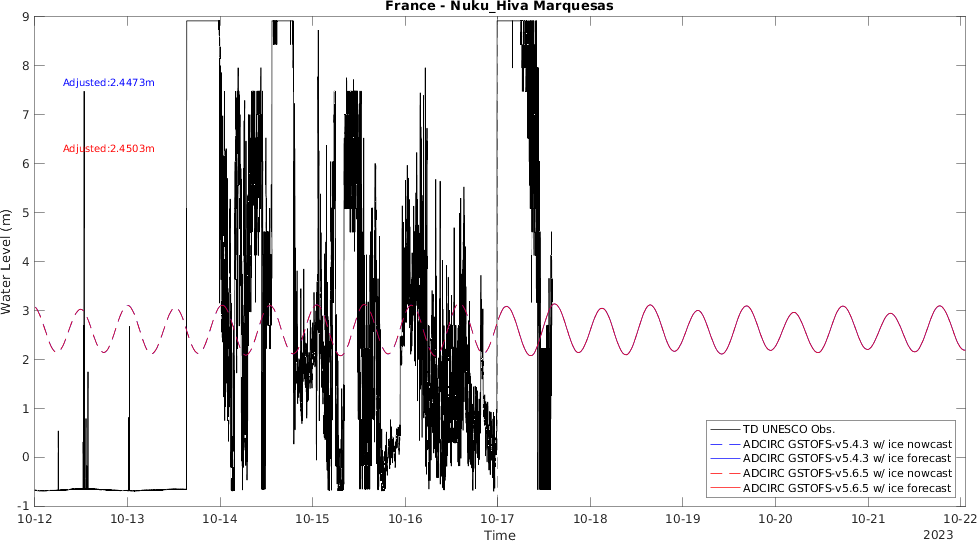 France - Nuku_Hiva Marquesas
9
8
7
6
5
4
3
2
1
0
-1
Water Level (m)
Adjusted:2.4473m
Adjusted:2.4503m
TD UNESCO Obs.
ADCIRC GSTOFS-v5.4.3 w/ ice nowcast
ADCIRC GSTOFS-v5.4.3 w/ ice forecast
ADCIRC GSTOFS-v5.6.5 w/ ice nowcast
ADCIRC GSTOFS-v5.6.5 w/ ice forecast
10-12 10-13 10-14 10-15 10-16 10-17 10-18 10-19 10-20 10-21 10-22
Time
2023